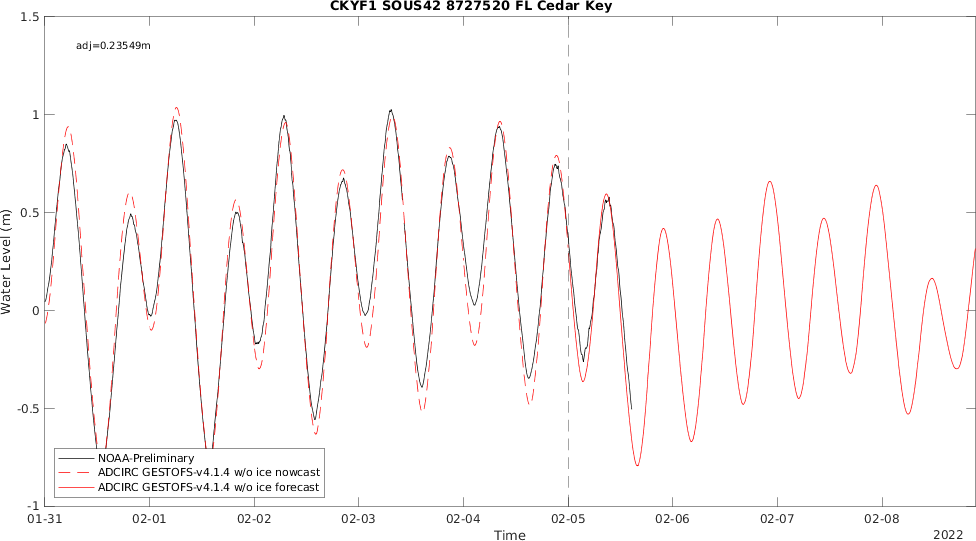 CKYF1 SOUS42 8727520 FL Cedar Key
1.5
adj=0.23549m
1
0.5
0
-0.5
-1
Water Level (m)
NOAA-Preliminary
ADCIRC GESTOFS-v4.1.4 w/o ice nowcast
ADCIRC GESTOFS-v4.1.4 w/o ice forecast
01-31 02-01 02-02 02-03 02-04 02-05 02-06 02-07 02-08
Time
2022